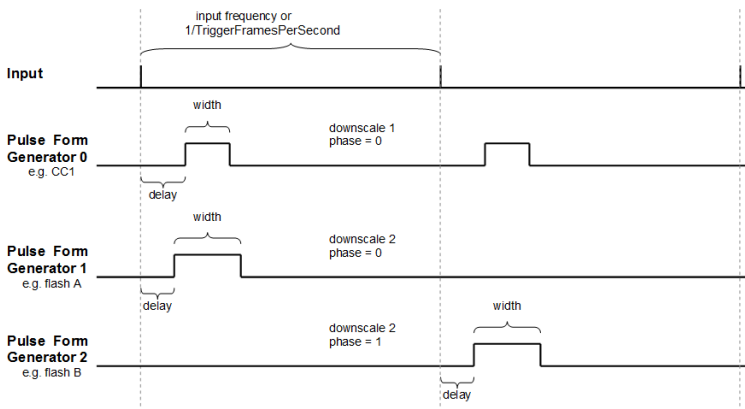 input frequency or
1/TriggerFramesPerSecond
Input
width
downscale 1
phase = 0
Pulse Form
Generator 0
e.g. CC1
delay
width
downscale 2
phase = 0
Pulse Form
Generator 1
e.g. flash A
delay
width
downscale 2
phase = 1
Pulse Form
Generator 2
e.g. flash B
delay